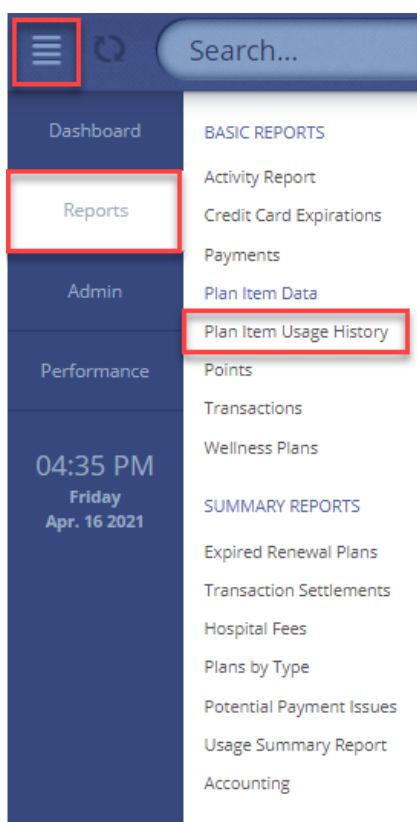 Search...
Dashboard
Reports
Admin
Performance
04:35 PM
Friday
Apr. 16 2021
BASIC REPORTS
Activity Report
Credit Card Expirations
Payments
Plan Item Data
Plan Item Usage History
Points
Transactions
Wellness Plans
SUMMARY REPORTS
Expired Renewal Plans
Transaction Settlements
Hospital Fees
Plans by Type
Potential Payment Issues
Usage Summary Report
Accounting